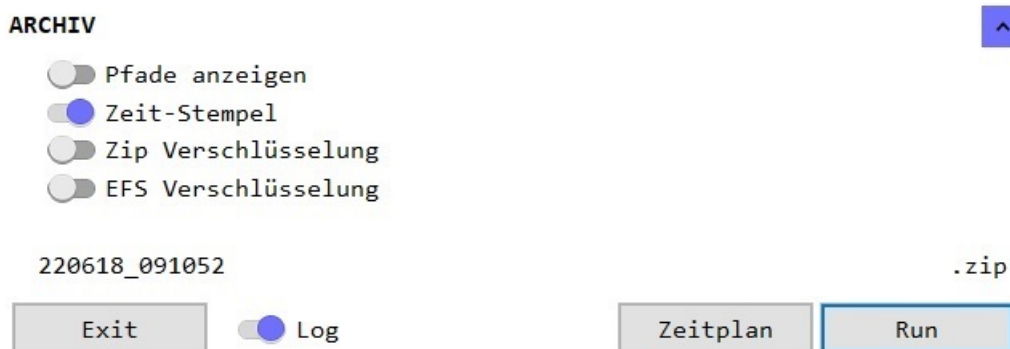 ARCHIV
Pfade anzeigen
Zeit-Stempel
Zip Verschlüsselung
EFS Verschlüsselung
220618_091052 .zip
Exit Log Zeitplan Run